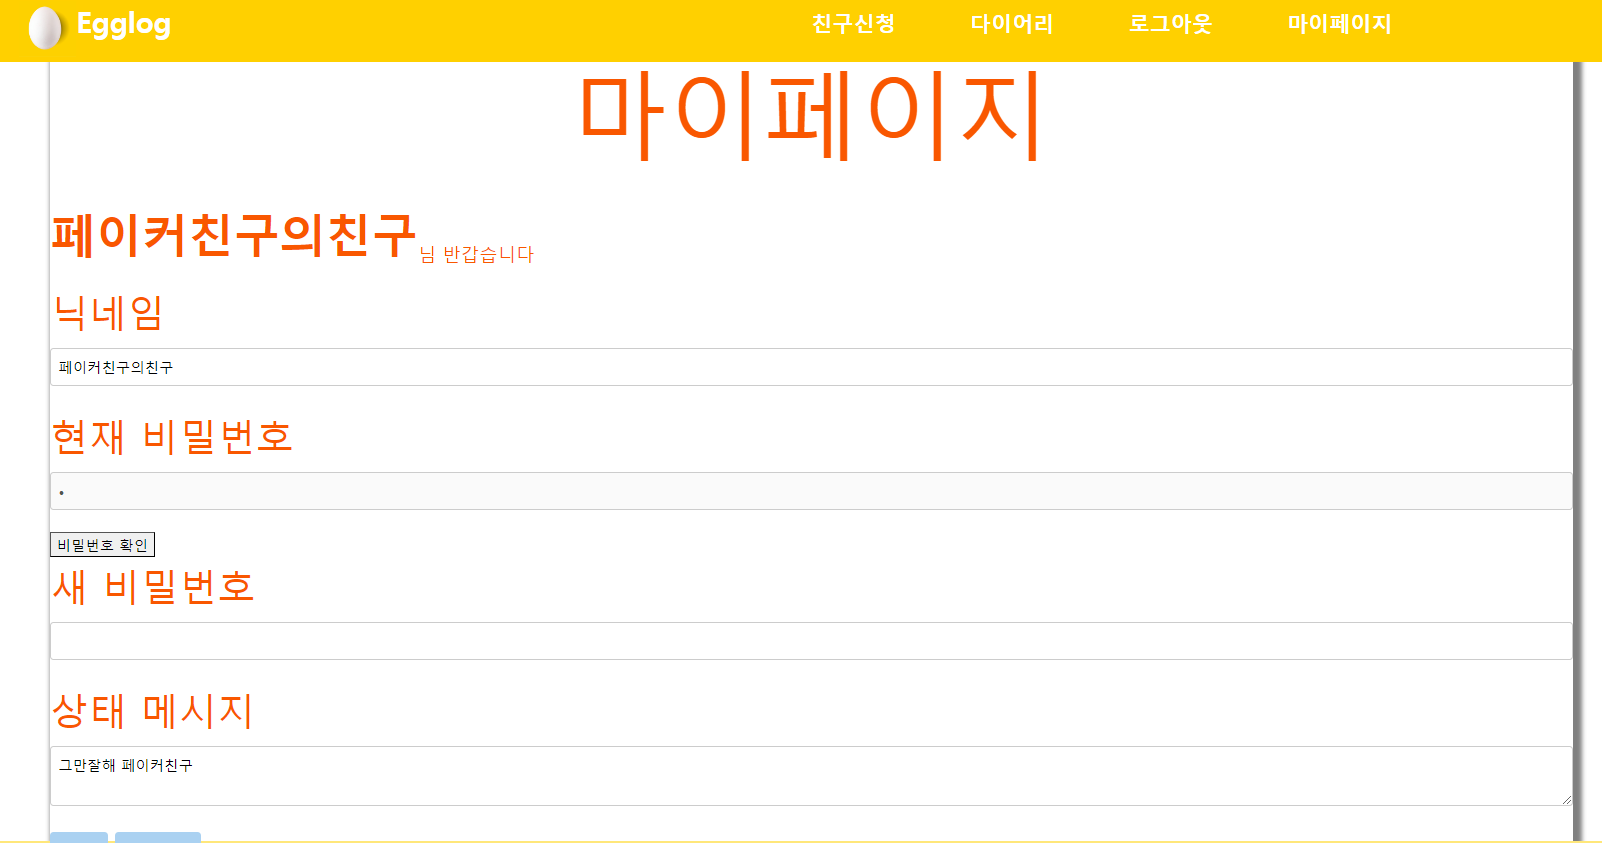 Egglog 친구신청 다이어리 로그아웃 마이페이지
마이페이지
페이커친구의친구님 반갑습니다
닉네임
페이커친구의친구
현재 비밀번호
•
비밀번호 확인
새 비밀번호
상태 메시지
그만잘해 페이커친구